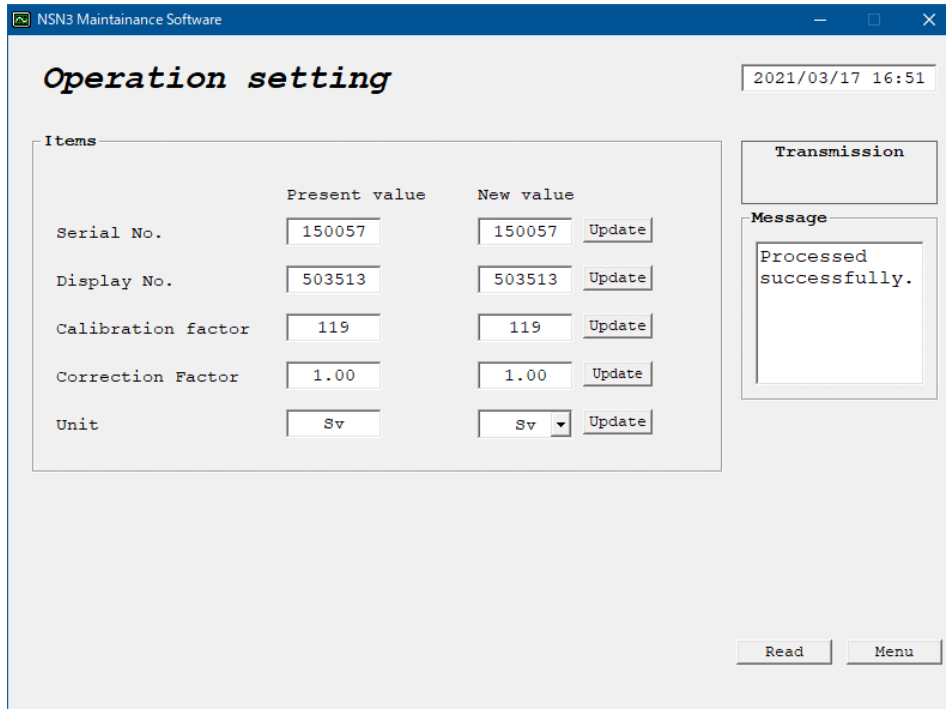 NSN3 Maintainance Software
Operation setting
2021/03/17 16:51
Items
Present value New value
Serial No. 150057 150057 Update
Display No. 503513 503513 Update
Calibration factor 119 119 Update
Correction Factor 1.00 1.00 Update
Unit Sv Sv Update
Transmission
Message
Processed
successfully.
Read Menu